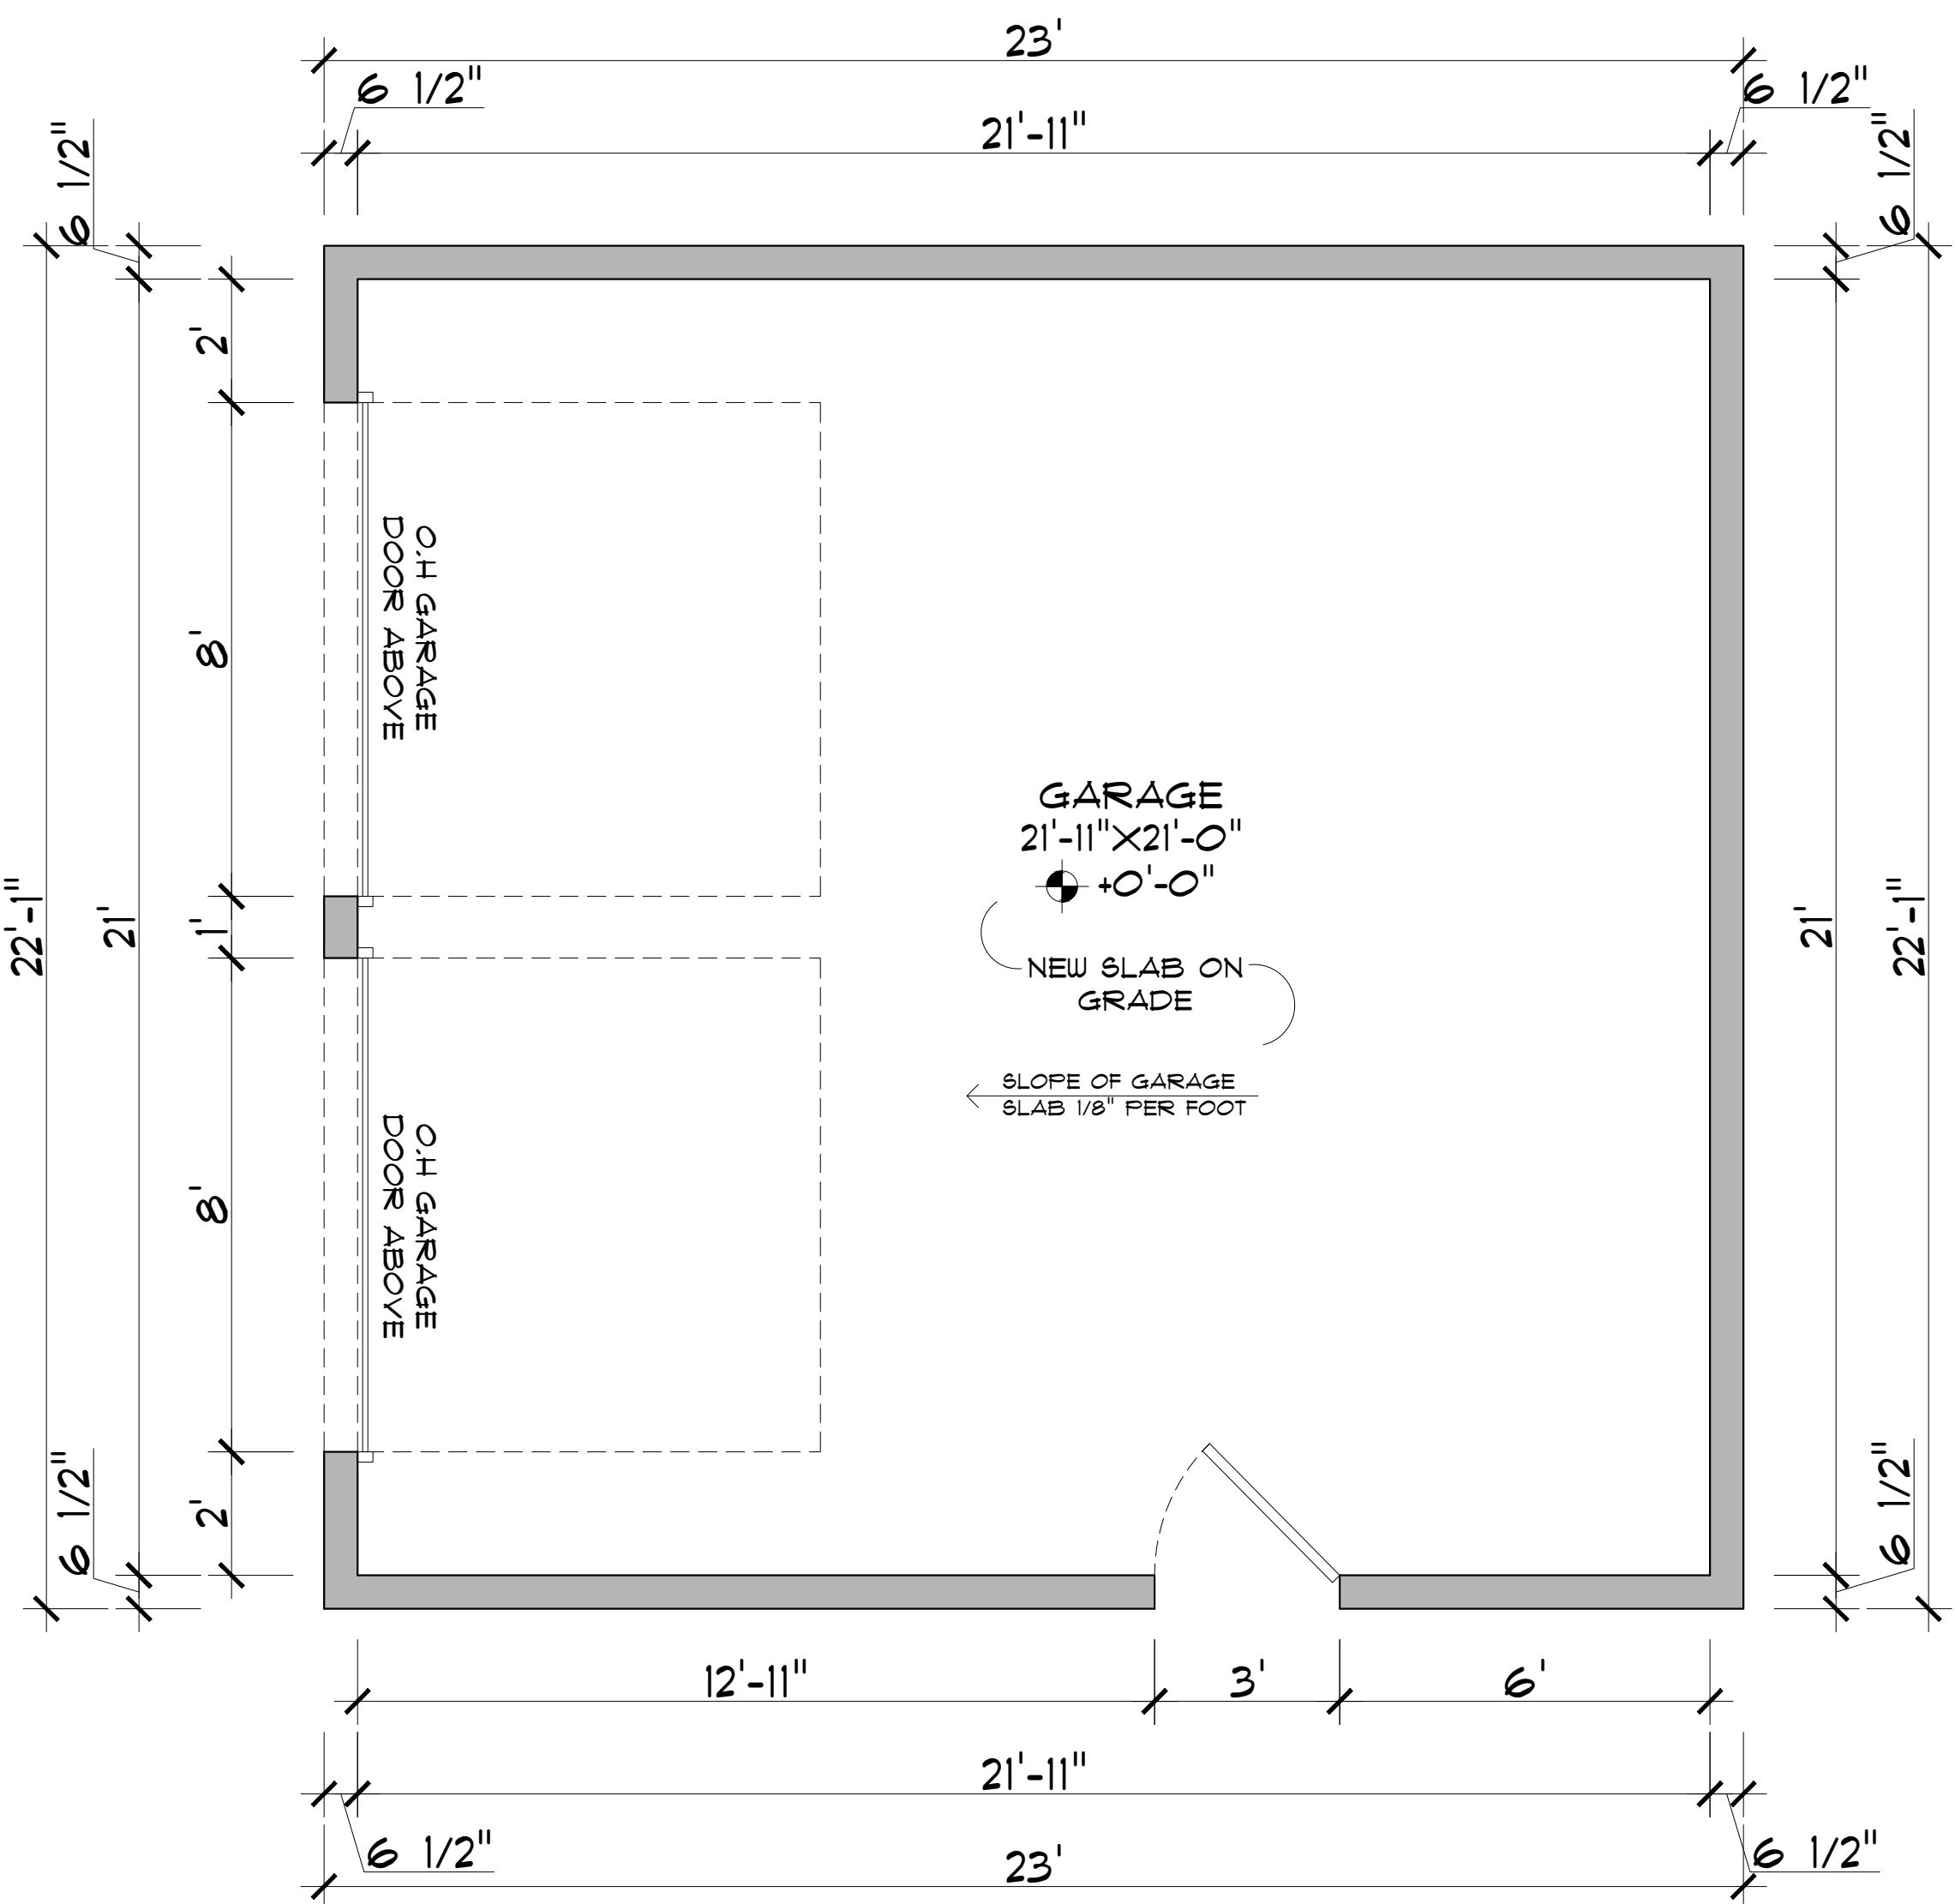 23'
6 1/2"
6 1/2"
21'-11"
6 1/2"
6 1/2"
2'
8'
1'
8'
2'
21'
22'-1"
21'
22'-1"
O.H GARAGE
DOOR ABOVE
GARAGE
21'-11"X21'-0"
+0'-0"
NEW SLAB ON
GRADE
SLOPE OF GARAGE
SLAB 1/8" PER FOOT
O.H GARAGE
DOOR ABOVE
6 1/2"
6 1/2"
12'-11"
3'
6'
21'-11"
6 1/2"
6 1/2"
23'